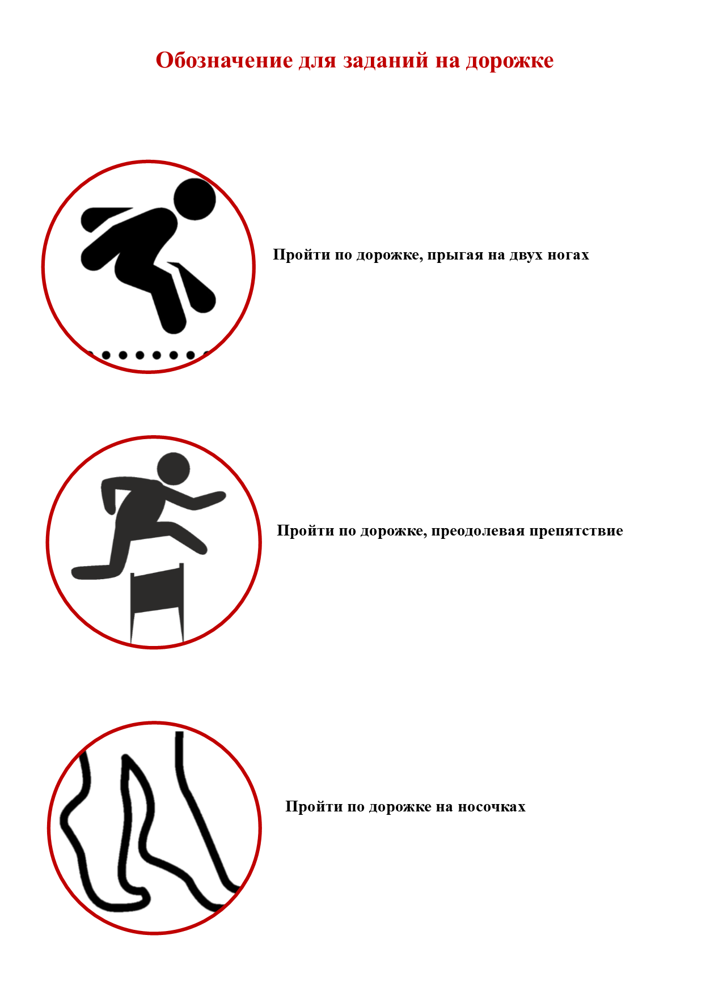 Обозначение для заданий на дорожке
Пройти по дорожке, прыгая на двух ногах
Пройти по дорожке, преодолевая препятствие
Пройти по дорожке на носочках